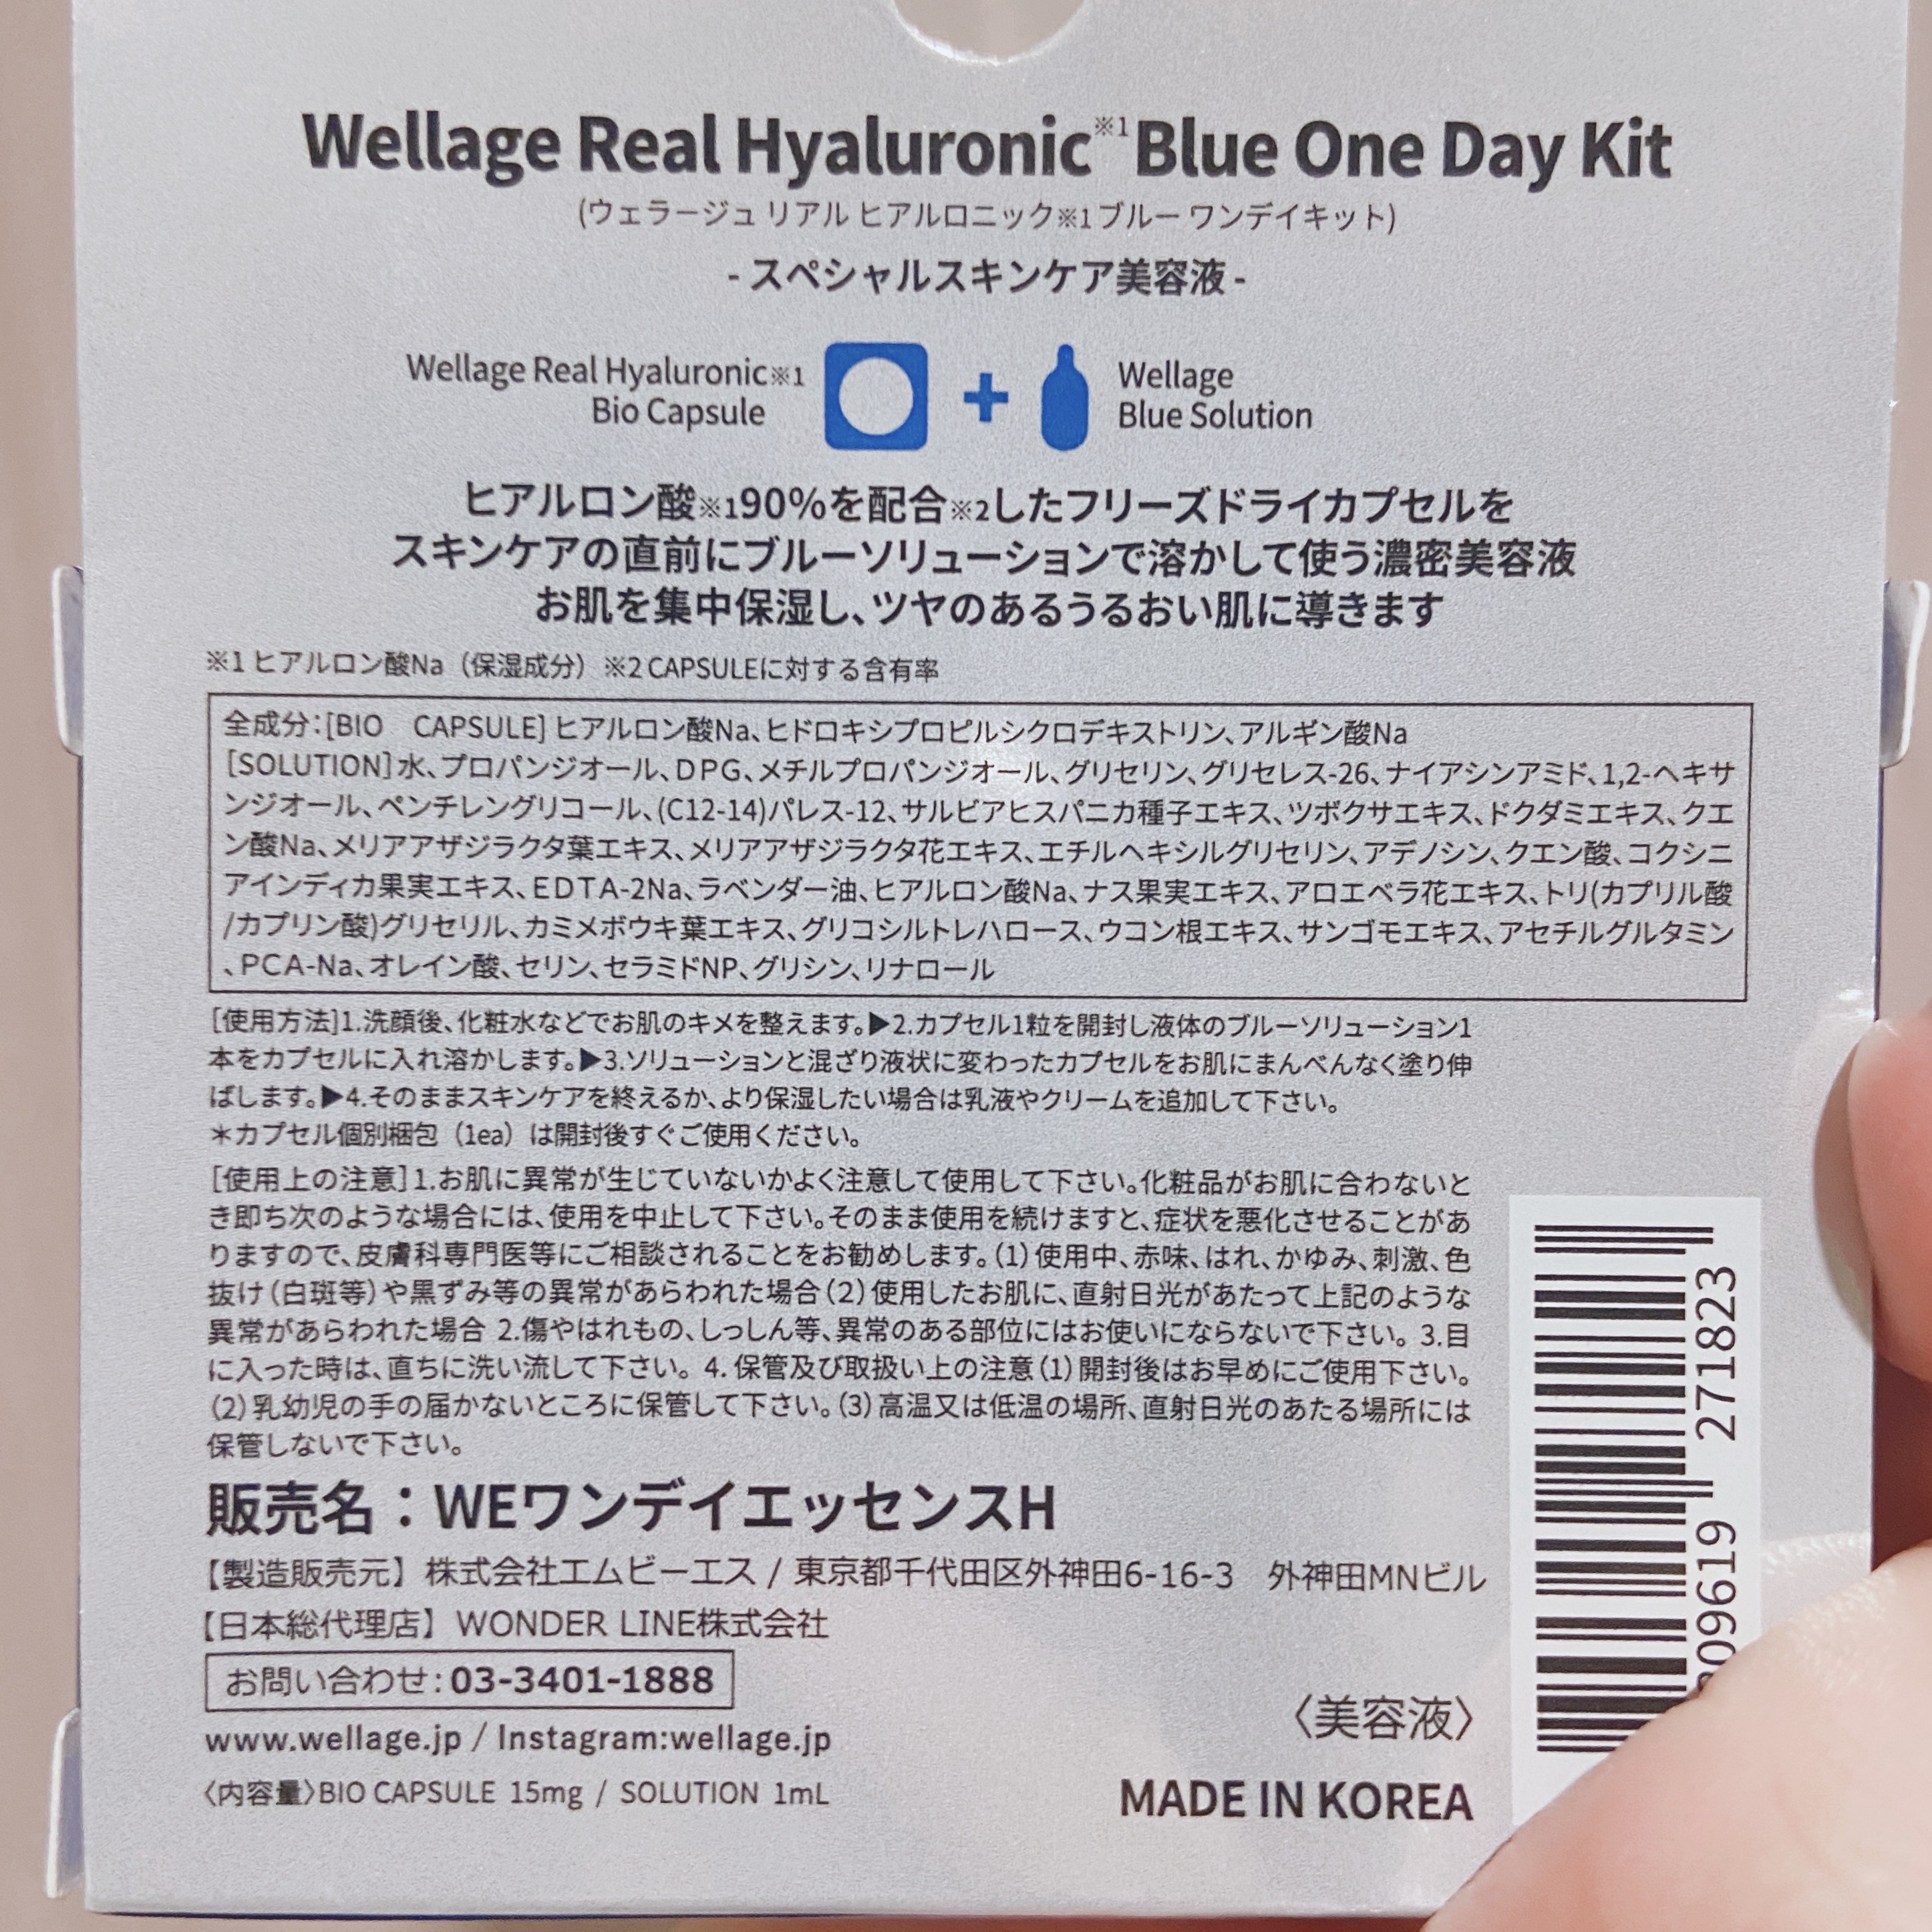 Wellage Real Hyaluronic※1 Blue One Day Kit
(ウェラージュ リアル ヒアルロニック※1 ブルー ワンデイキット)
- スペシャルスキンケア美容液 -
Wellage Real Hyaluronic※1
Bio Capsule
+
Wellage
Blue Solution
ヒアルロン酸※190%を配合※2したフリーズドライカプセルを
スキンケアの直前にブルーソリューションで溶かして使う濃密美容液
お肌を集中保湿し、ツヤのあるうるおい肌に導きます
※1 ヒアルロン酸Na（保湿成分）※2 CAPSULEに対する含有率
全成分：[BIO　CAPSULE] ヒアルロン酸Na、ヒドロキシプロピルシクロデキストリン、アルギン酸Na
[SOLUTION]水、プロパンジオール、DPG、メチルプロパンジオール、グリセリン、グリセレス-26、ナイアシンアミド、1,2-ヘキサ
ンジオール、ペンチレングリコール、(C12-14)パレス-12、サルビアヒスパニカ種子エキス、ツボクサエキス、ドクダミエキス、クエ
ン酸Na、メリアアザジラクタ葉エキス、メリアアザジラクタ花エキス、エチルヘキシルグリセリン、アデノシン、クエン酸、コクシニ
アインディカ果実エキス、EDTA-2Na、ラベンダー油、ヒアルロン酸Na、ナス果実エキス、アロエベラ花エキス、トリ(カプリル酸
/カプリン酸)グリセリル、カミメボウキ葉エキス、グリコシルトレハロース、ウコン根エキス、サンゴモエキス、アセチルグルタミン
、PCA-Na、オレイン酸、セリン、セラミドNP、グリシン、リナロール
[使用方法]1.洗顔後、化粧水などでお肌のキメを整えます。▶2.カプセル1粒を開封し液体のブルーソリューション1
本をカプセルに入れ溶かします。▶3.ソリューションと混ざり液状に変わったカプセルをお肌にまんべんなく塗り伸
ばします。▶4.そのままスキンケアを終えるか、より保湿したい場合は乳液やクリームを追加して下さい。
＊カプセル個別梱包（1ea）は開封後すぐご使用ください。
[使用上の注意]1.お肌に異常が生じていないかよく注意して使用して下さい。化粧品がお肌に合わないと
き即ち次のような場合には、使用を中止して下さい。そのまま使用を続けますと、症状を悪化させることがあ
りますので、皮膚科専門医等にご相談されることをお勧めします。(1)使用中、赤味、はれ、かゆみ、刺激、色
抜け(白斑等)や黒ずみ等の異常があらわれた場合(2)使用したお肌に、直射日光があたって上記のような
異常があらわれた場合 2.傷やはれもの、しっしん等、異常のある部位にはお使いにならないで下さい。3.目
に入った時は、直ちに洗い流して下さい。4.保管及び取扱い上の注意(1)開封後はお早めにご使用下さい。
(2)乳幼児の手の届かないところに保管して下さい。(3)高温又は低温の場所、直射日光のあたる場所には
保管しないで下さい。
販売名：WEワンデイエッセンスH
【製造販売元】株式会社エムビーエス / 東京都千代田区外神田6-16-3　外神田MNビル
【日本総代理店】WONDER LINE株式会社
お問い合わせ：03-3401-1888
www.wellage.jp / Instagram:wellage.jp
〈内容量〉BIO CAPSULE 15mg / SOLUTION 1mL
〈美容液〉
MADE IN KOREA
09619 271823